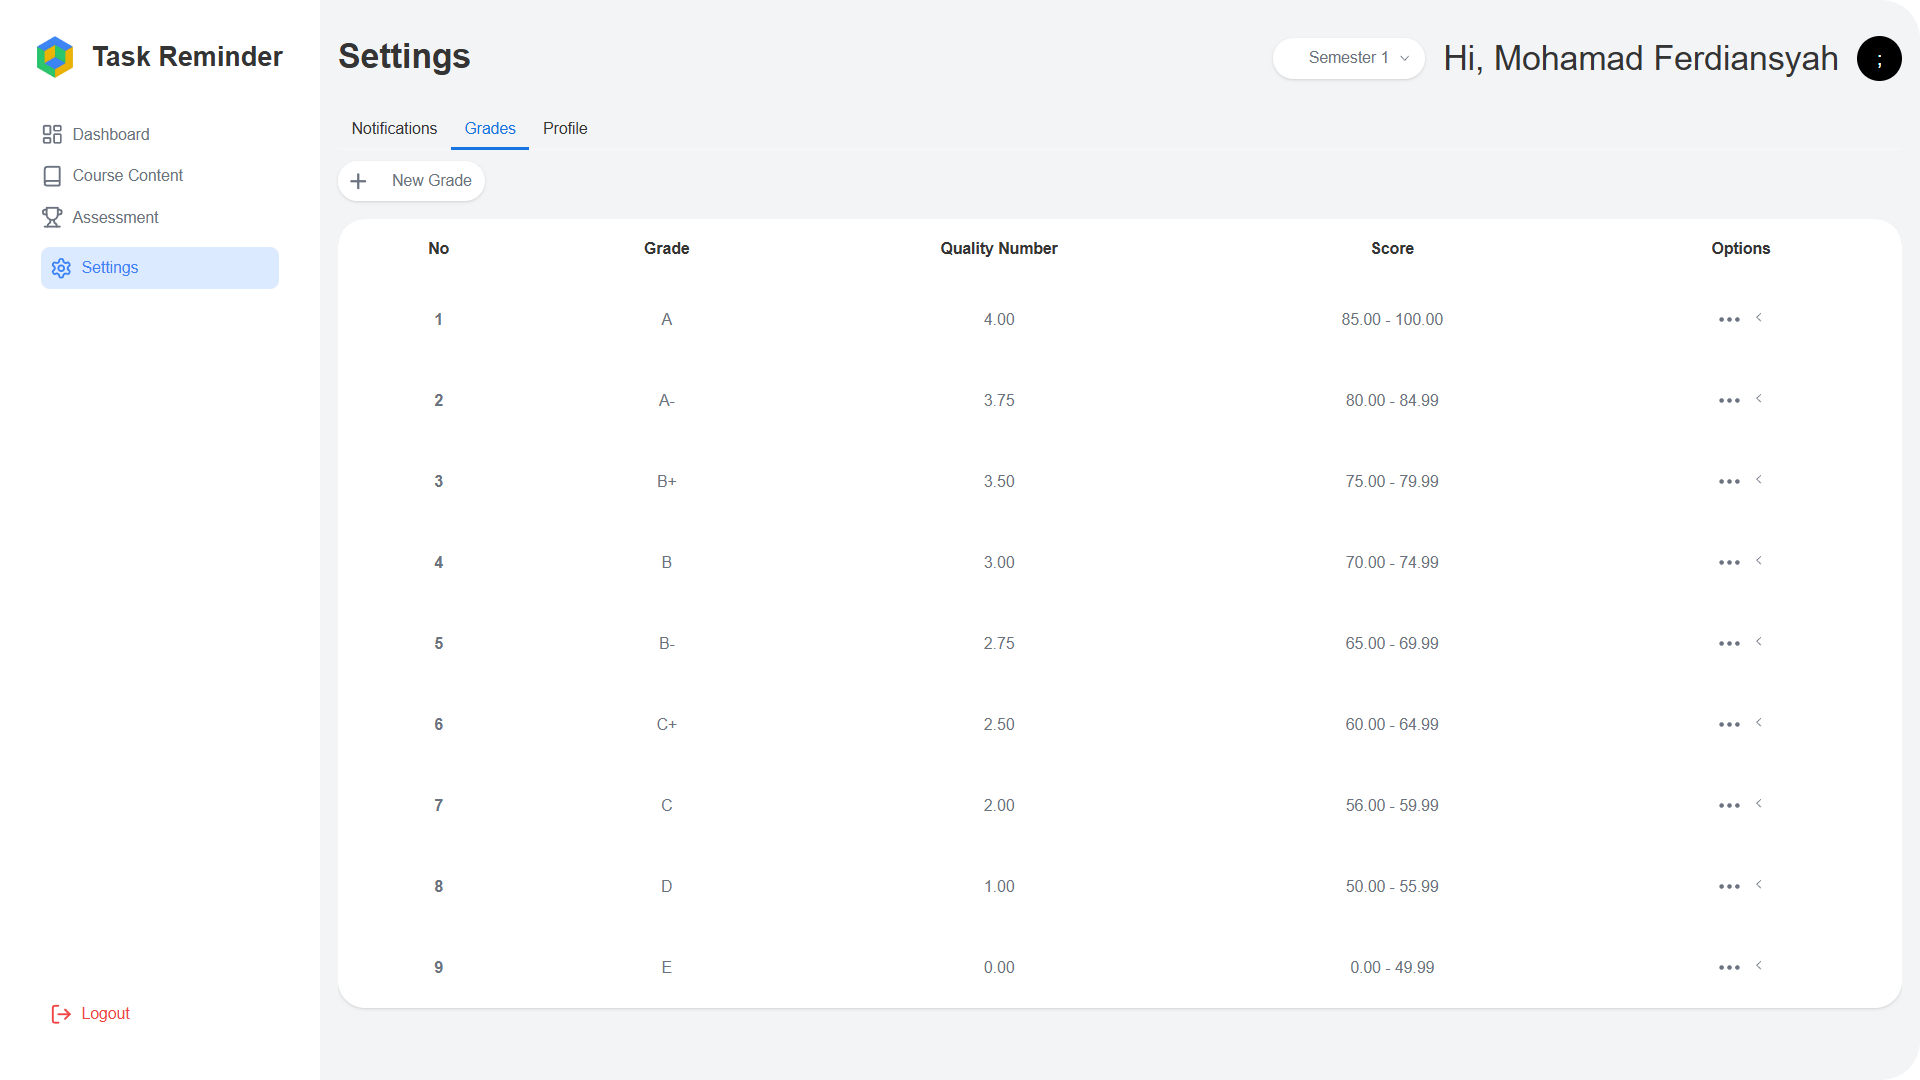 Task Reminder
Dashboard
Course Content
Assessment
Settings
Logout
Settings
Semester 1
Hi, Mohamad Ferdiansyah
;
Notifications Grades Profile
New Grade
No Grade Quality Number Score Options
1 A 4.00 85.00 - 100.00
2 A- 3.75 80.00 - 84.99
3 B+ 3.50 75.00 - 79.99
4 B 3.00 70.00 - 74.99
5 B- 2.75 65.00 - 69.99
6 C+ 2.50 60.00 - 64.99
7 C 2.00 56.00 - 59.99
8 D 1.00 50.00 - 55.99
9 E 0.00 0.00 - 49.99